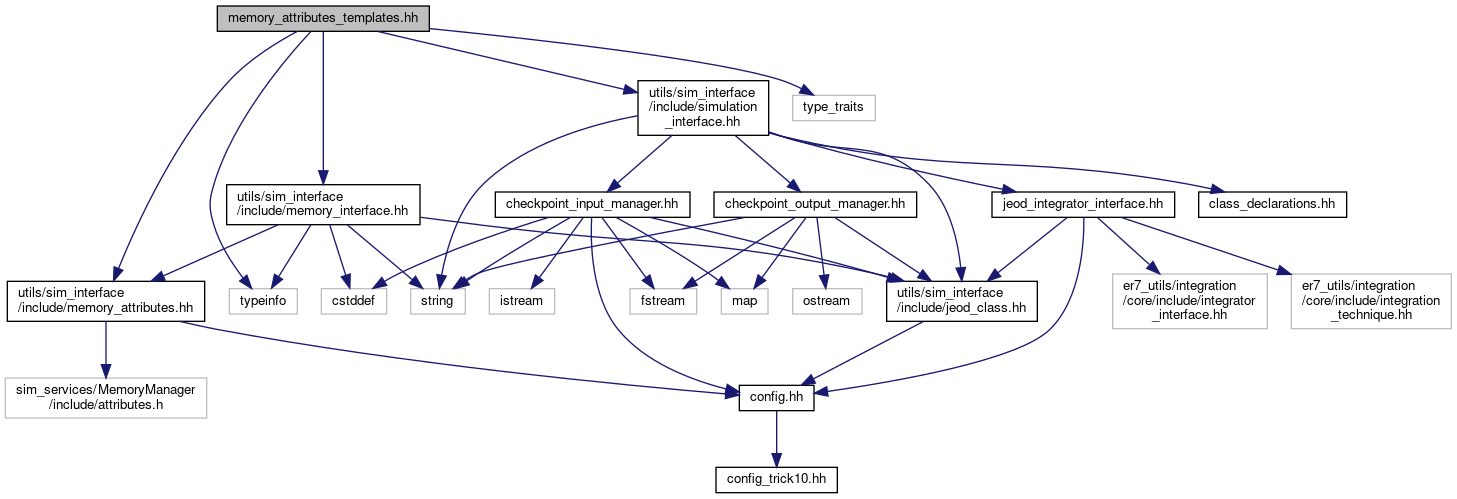 memory_attributes_templates.hh
utils/sim_interface
/include/simulation
_interface.hh
type_traits
utils/sim_interface
/include/memory_interface.hh
checkpoint_input_manager.hh
checkpoint_output_manager.hh
jeod_integrator_interface.hh
class_declarations.hh
utils/sim_interface
/include/memory_attributes.hh
typeinfo
cstddef
string
istream
fstream
map
ostream
utils/sim_interface
/include/jeod_class.hh
er7_utils/integration
/core/include/integrator
_interface.hh
er7_utils/integration
/core/include/integration
_technique.hh
sim_services/MemoryManager
/include/attributes.h
config.hh
config_trick10.hh